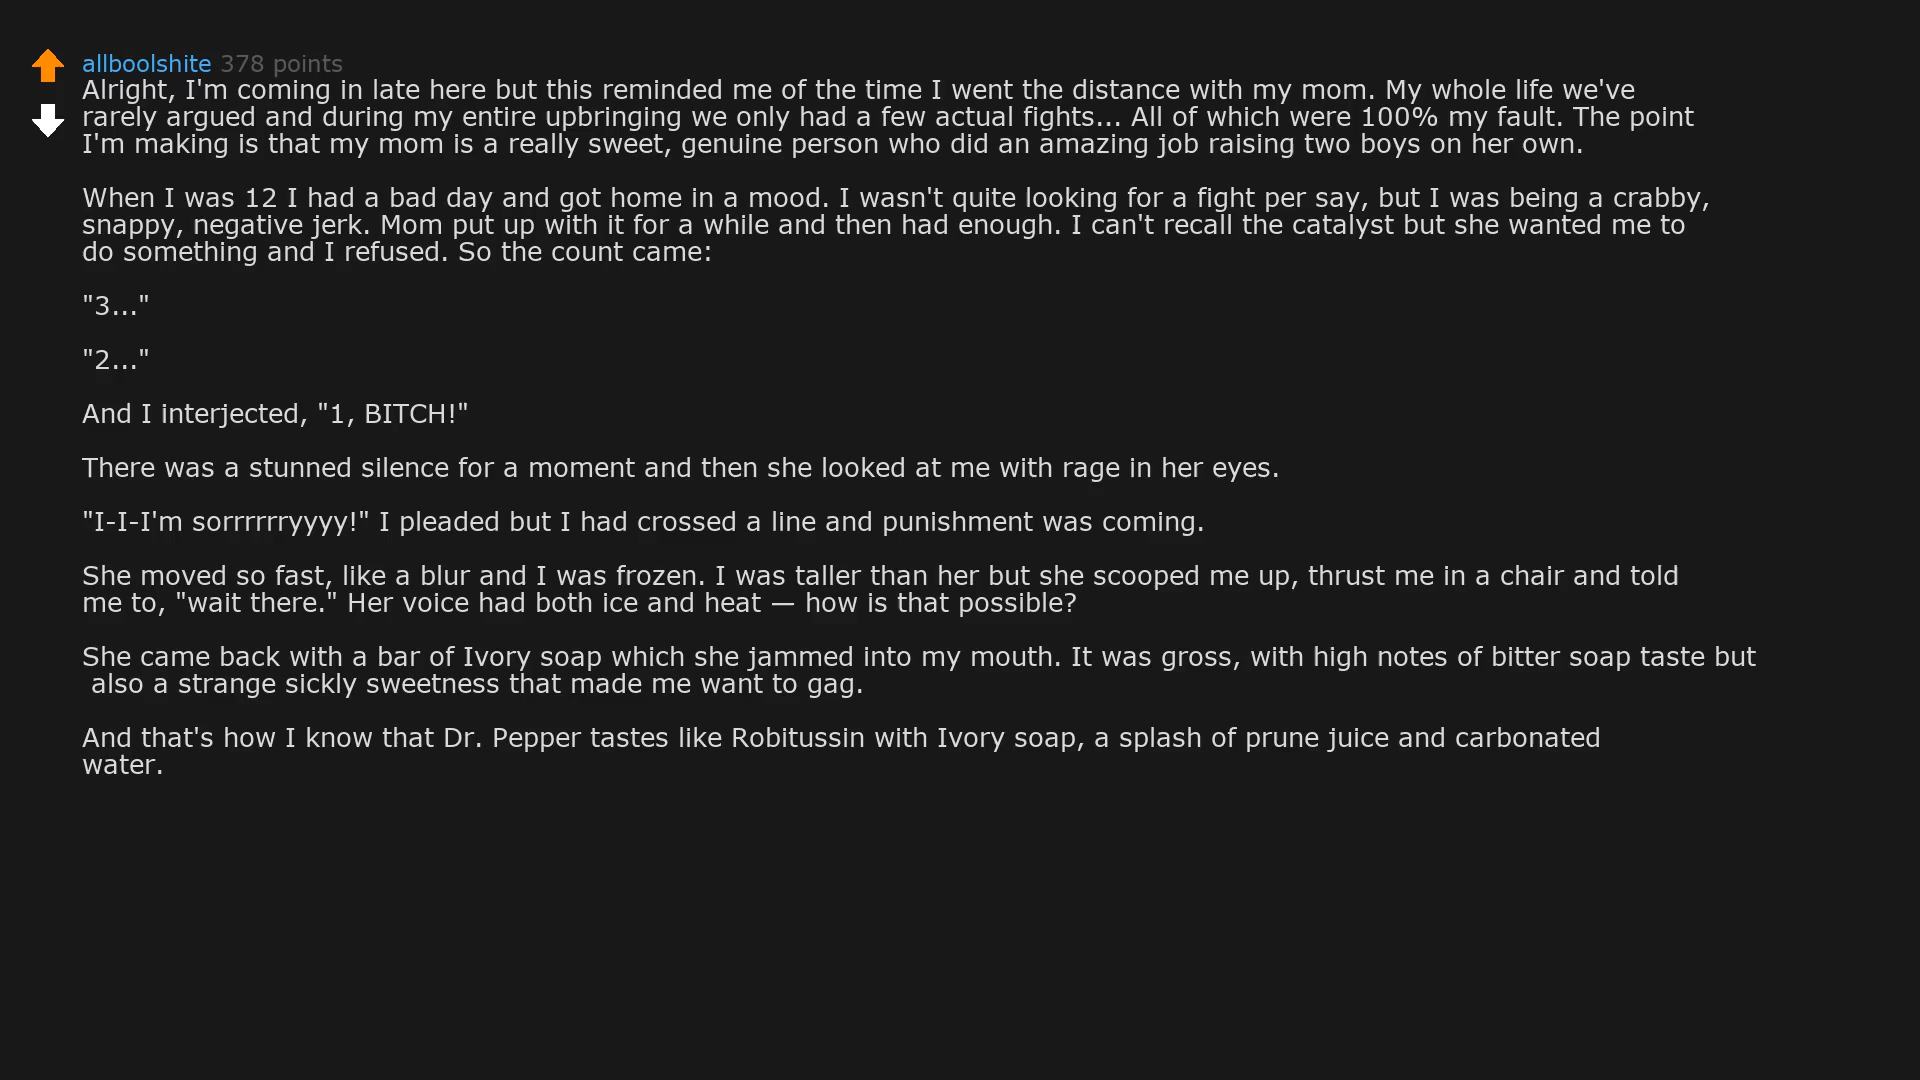 allboolshite 378 points
Alright, I'm coming in late here but this reminded me of the time I went the distance with my mom. My whole life we've
rarely argued and during my entire upbringing we only had a few actual fights... All of which were 100% my fault. The point
I'm making is that my mom is a really sweet, genuine person who did an amazing job raising two boys on her own.
When I was 12 I had a bad day and got home in a mood. I wasn't quite looking for a fight per say, but I was being a crabby,
snappy, negative jerk. Mom put up with it for a while and then had enough. I can't recall the catalyst but she wanted me to
do something and I refused. So the count came:
"3..."
"2..."
And I interjected, "1, BITCH!"
There was a stunned silence for a moment and then she looked at me with rage in her eyes.
"I-I-I'm sorrrrrryyyy!" I pleaded but I had crossed a line and punishment was coming.
She moved so fast, like a blur and I was frozen. I was taller than her but she scooped me up, thrust me in a chair and told
me to, "wait there." Her voice had both ice and heat — how is that possible?
She came back with a bar of Ivory soap which she jammed into my mouth. It was gross, with high notes of bitter soap taste but
also a strange sickly sweetness that made me want to gag.
And that's how I know that Dr. Pepper tastes like Robitussin with Ivory soap, a splash of prune juice and carbonated
water.